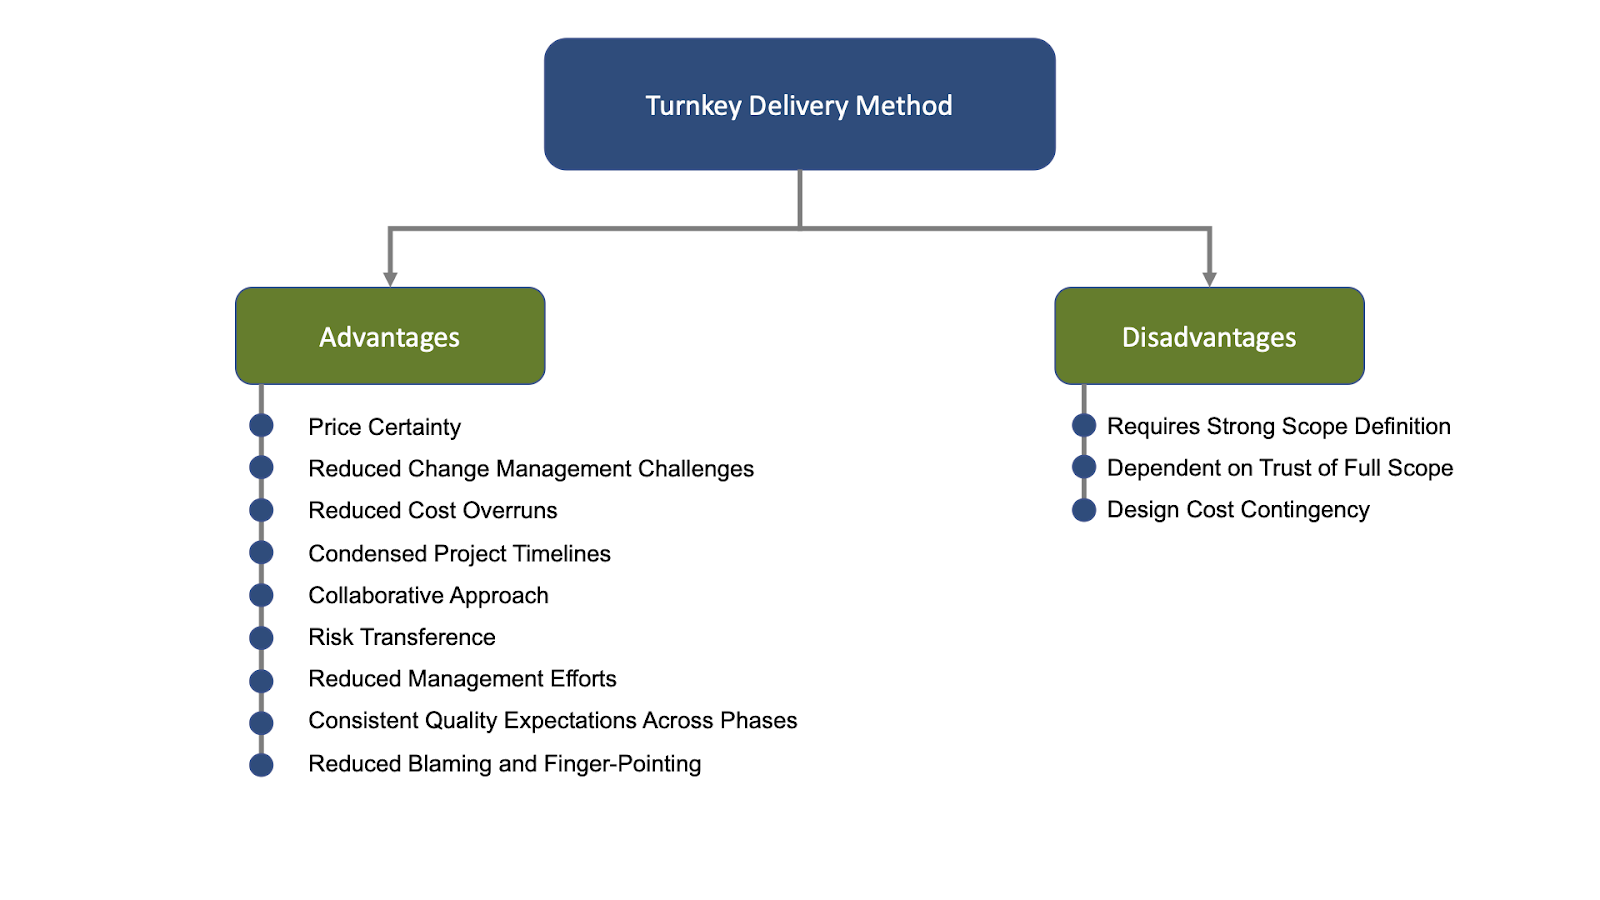 Turnkey Delivery Method
Advantages
Price Certainty
Reduced Change Management Challenges
Reduced Cost Overruns
Condensed Project Timelines
Collaborative Approach
Risk Transference
Reduced Management Efforts
Consistent Quality Expectations Across Phases
Reduced Blaming and Finger-Pointing
Disadvantages
Requires Strong Scope Definition
Dependent on Trust of Full Scope
Design Cost Contingency